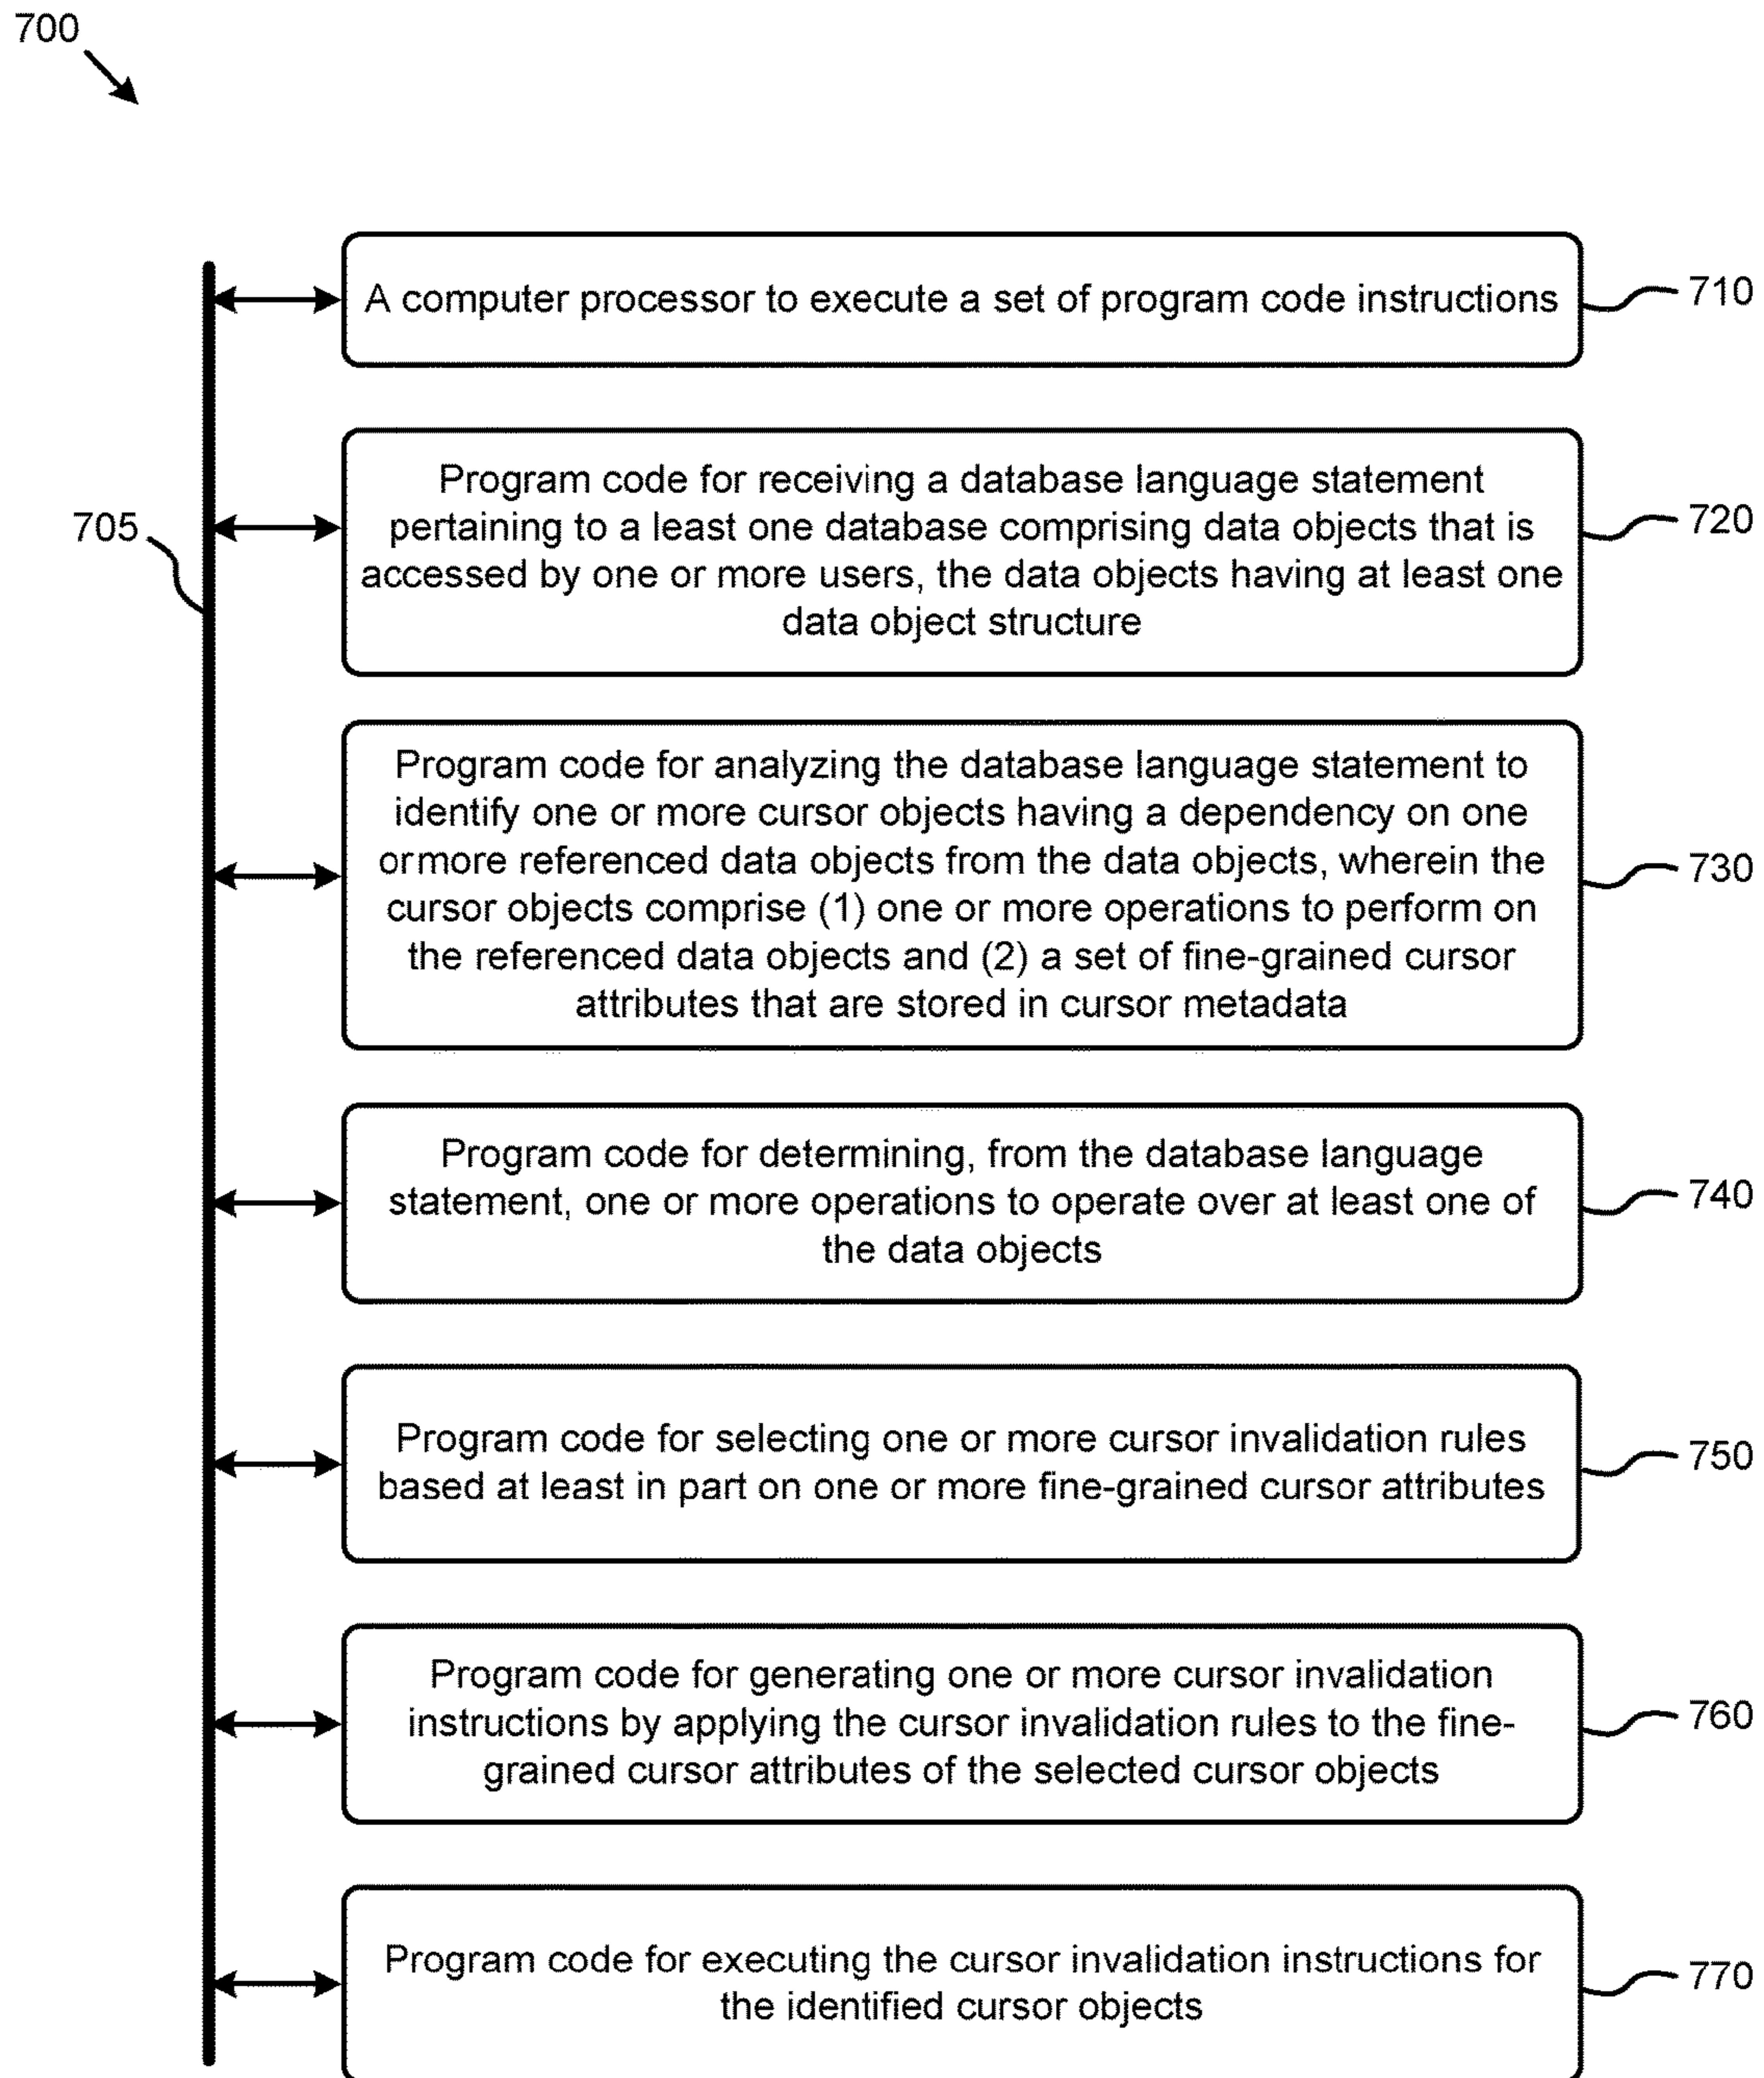 700
A computer processor to execute a set of program code instructions
710
Program code for receiving a database language statement
pertaining to a least one database comprising data objects that is
accessed by one or more users, the data objects having at least one
data object structure
720
705
Program code for analyzing the database language statement to
identify one or more cursor objects having a dependency on one
ormore referenced data objects from the data objects, wherein the
cursor objects comprise (1) one or more operations to perform on
the referenced data objects and (2) a set of fine-grained cursor
attributes that are stored in cursor metadata
730
Program code for determining, from the database language
statement, one or more operations to operate over at least one of
the data objects
740
Program code for selecting one or more cursor invalidation rules
based at least in part on one or more fine-grained cursor attributes
750
Program code for generating one or more cursor invalidation
instructions by applying the cursor invalidation rules to the fine-
grained cursor attributes of the selected cursor objects
760
Program code for executing the cursor invalidation instructions for
the identified cursor objects
770